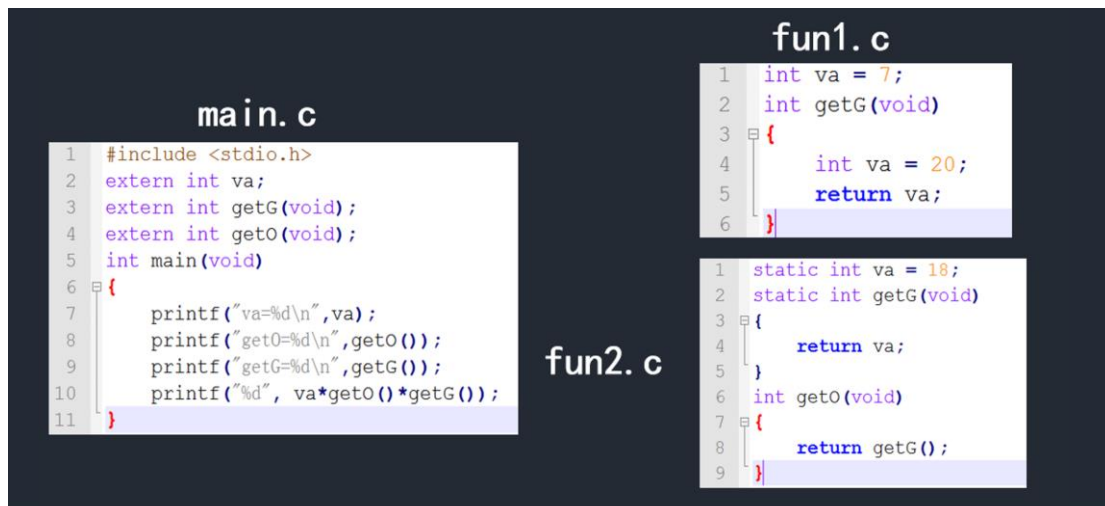 main.c
1 #include <stdio.h>
2 extern int va;
3 extern int getG(void);
4 extern int getO(void);
5 int main(void)
6 {
7 printf("va=%d\n",va);
8 printf("getO=%d\n",getO());
9 printf("getG=%d\n",getG());
10 printf("%d", va*getO()*getG());
11 }
fun1.c
1 int va = 7;
2 int getG(void)
3 {
4 int va = 20;
5 return va;
6 }
fun2.c
1 static int va = 18;
2 static int getG(void)
3 {
4 return va;
5 }
6 int getO(void)
7 {
8 return getG();
9 }